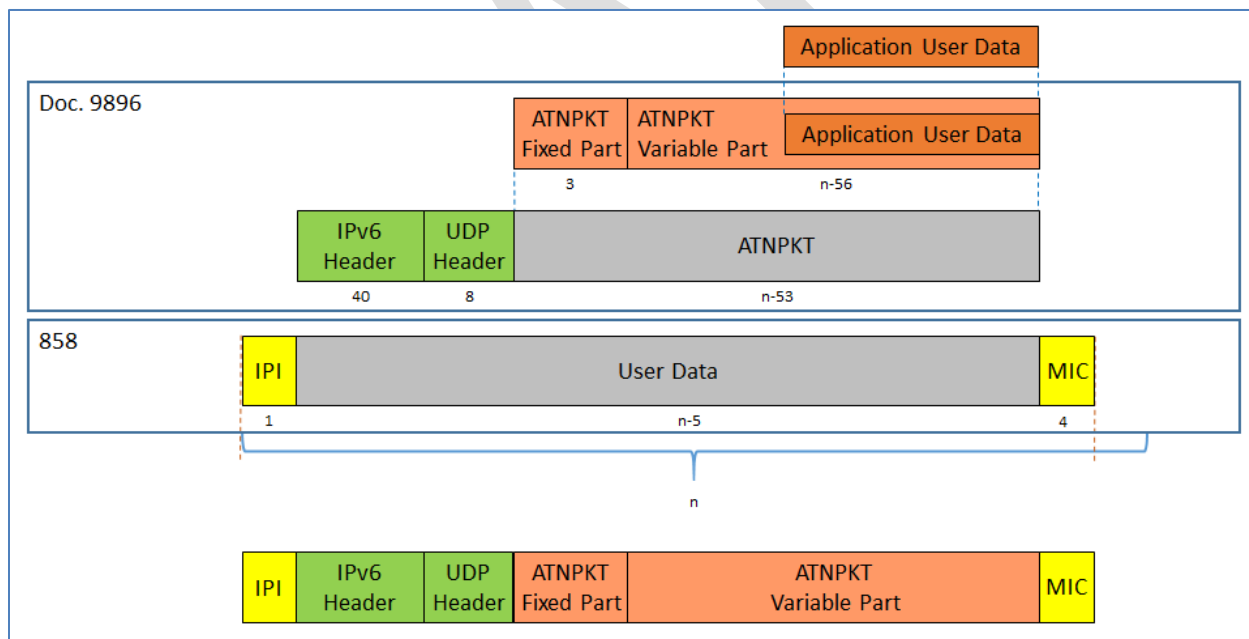 Application User Data
Doc. 9896
ATNPKT ATNPKT
Fixed Part Variable Part
Application User Data
3 n-56
IPv6 UDP ATNPKT
Header Header
40 8 n-53
858
IPI User Data MIC
1 n-5 4
n
IPI IPv6 UDP ATNPKT ATNPKT MIC
Header Header Fixed Part Variable Part